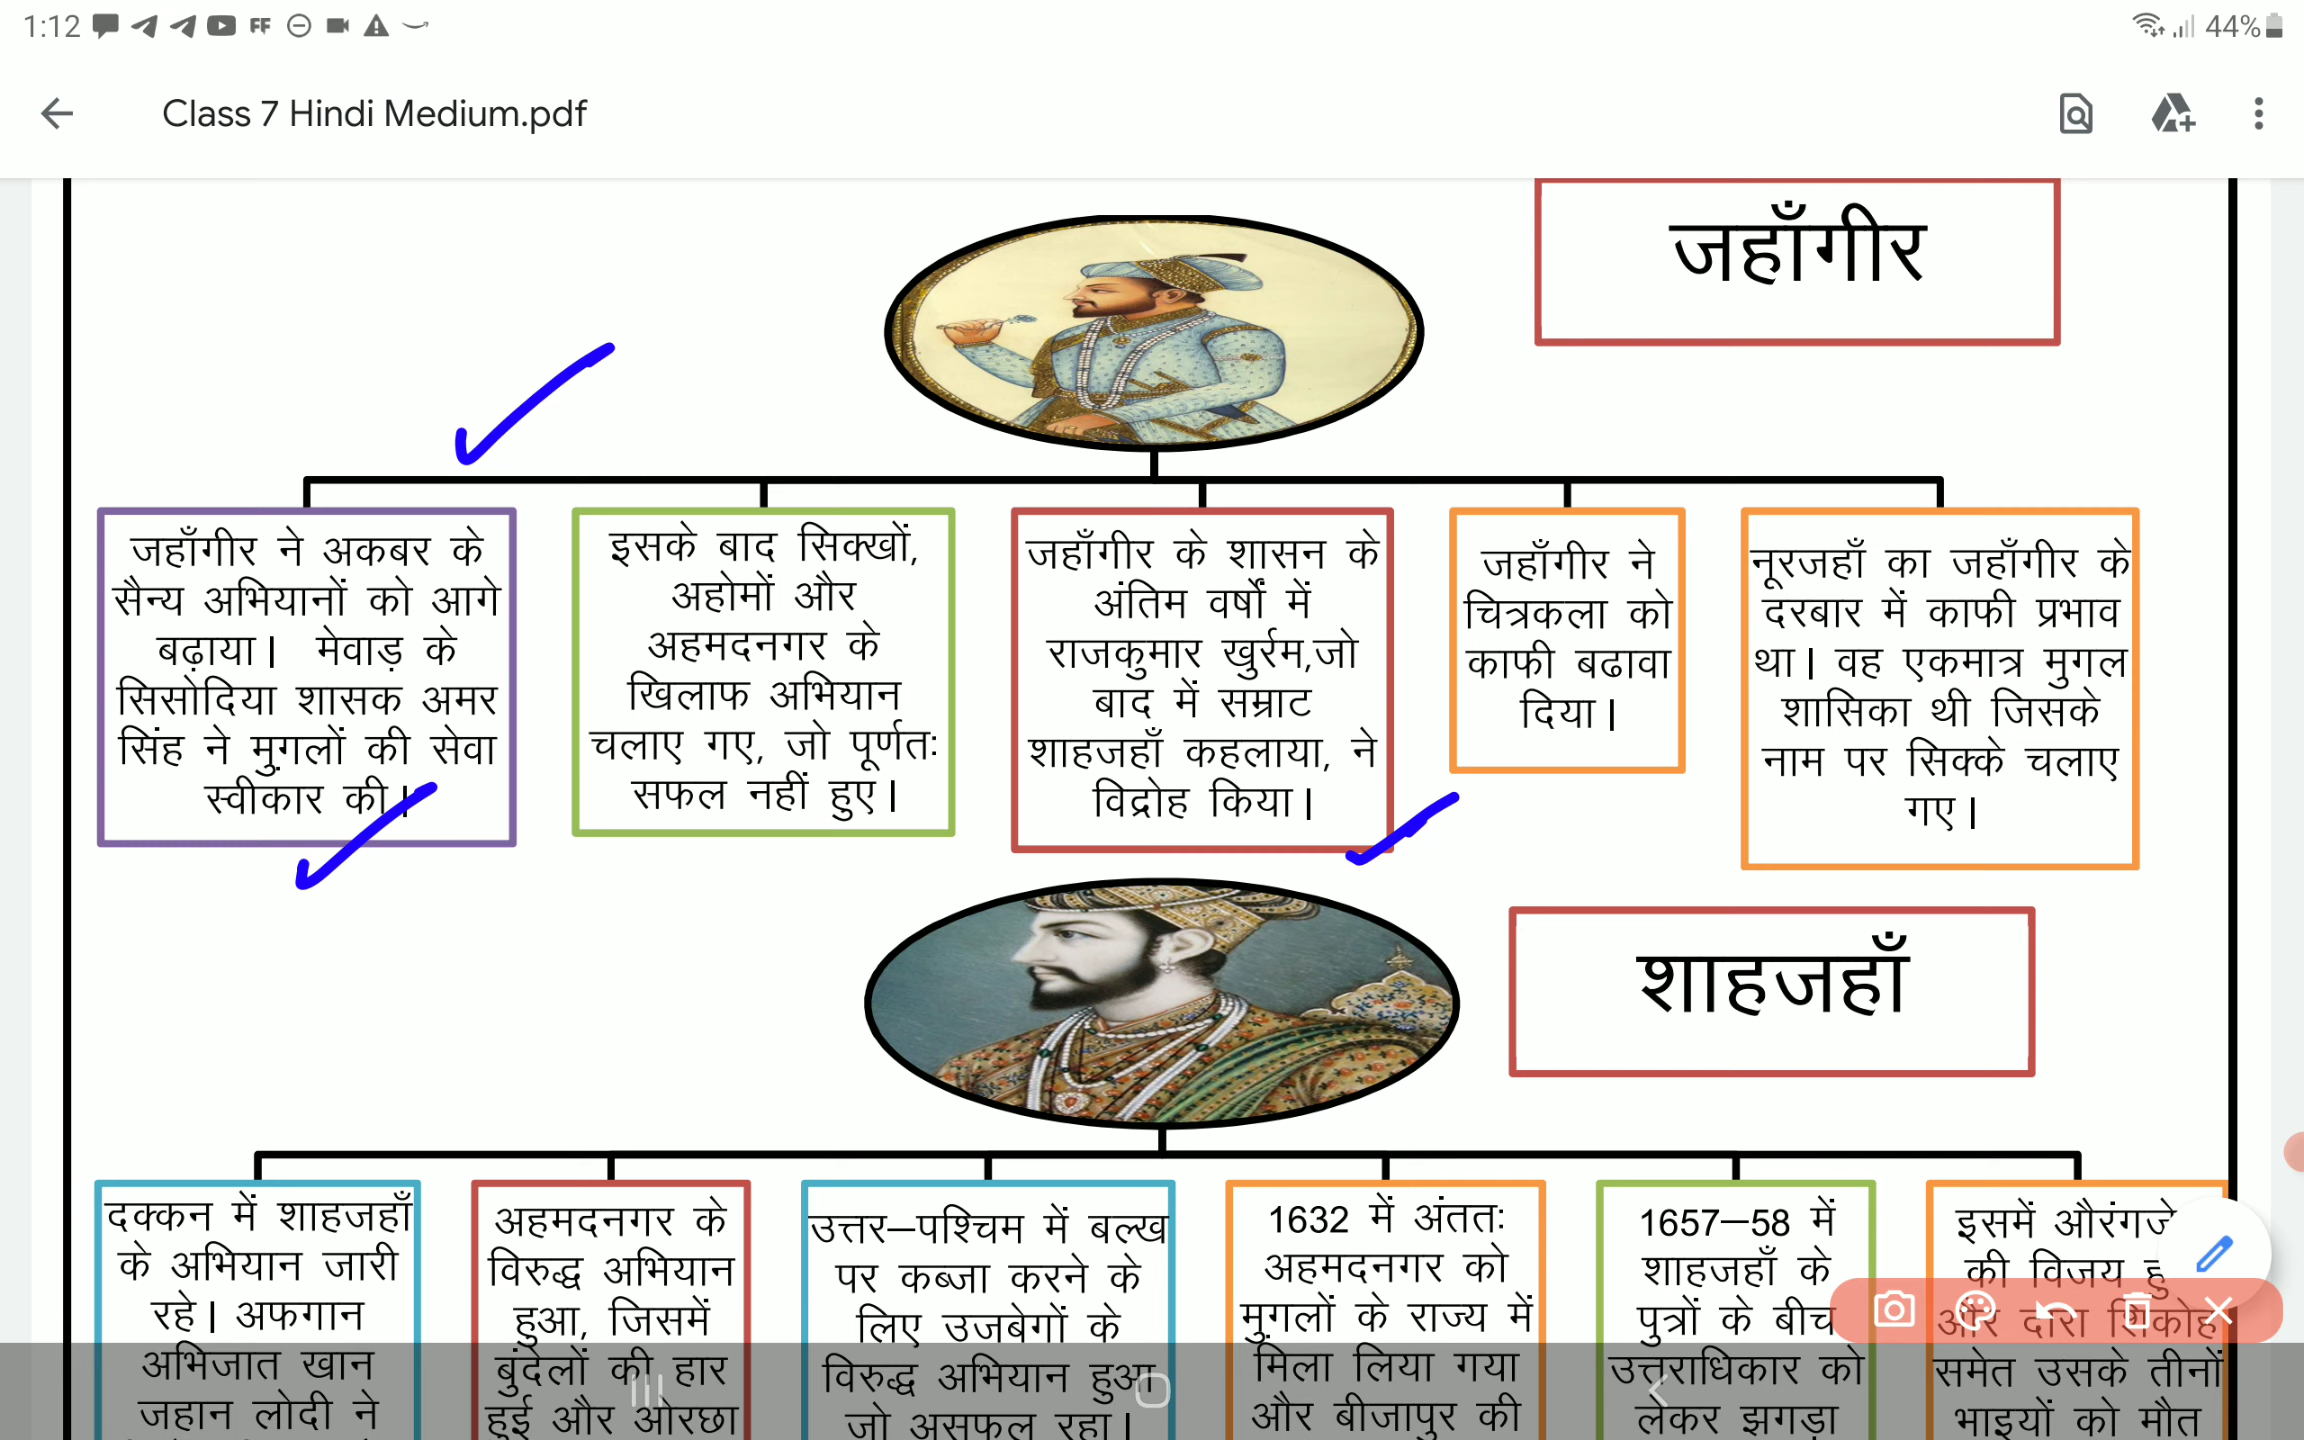 1:12
44%
Class 7 Hindi Medium.pdf
जहाँगीर
जहाँगीर ने अकबर के
सैन्य अभियानों को आगे
बढ़ाया। मेवाड़ के
सिसोदिया शासक अमर
सिंह ने मुगलों की सेवा
स्वीकार की।
इसके बाद सिक्खों,
अहोमों और
अहमदनगर के
खिलाफ अभियान
चलाए गए, जो पूर्णतः
सफल नहीं हुए।
जहाँगीर के शासन के
अंतिम वर्षों में
राजकुमार खुर्रम,जो
बाद में सम्राट
शाहजहाँ कहलाया, ने
विद्रोह किया।
जहाँगीर ने
चित्रकला को
काफी बढावा
दिया।
नूरजहाँ का जहाँगीर के
दरबार में काफी प्रभाव
था। वह एकमात्र मुगल
शासिका थी जिसके
नाम पर सिक्के चलाए
गए।
शाहजहाँ
दक्कन में शाहजहाँ
के अभियान जारी
रहे। अफगान
अभिजात खान
जहान लोदी ने
अहमदनगर के
विरुद्ध अभियान
हुआ, जिसमें
बुंदेलों की हार
हुई और ओरछा
उत्तर–पश्चिम में बल्ख
पर कब्जा करने के
लिए उजबेगों के
विरुद्ध अभियान हुआ
जो असफल रहा।
1632 में अंततः
अहमदनगर को
मुगलों के राज्य में
मिला लिया गया
और बीजापुर की
1657–58 में
शाहजहाँ के
पुत्रों के बीच
उत्तराधिकार को
लेकर झगड़ा
इसमें औरंगजे
की विजय हु
और दारा शिकोह
समेत उसके तीनों
भाइयों को मौत